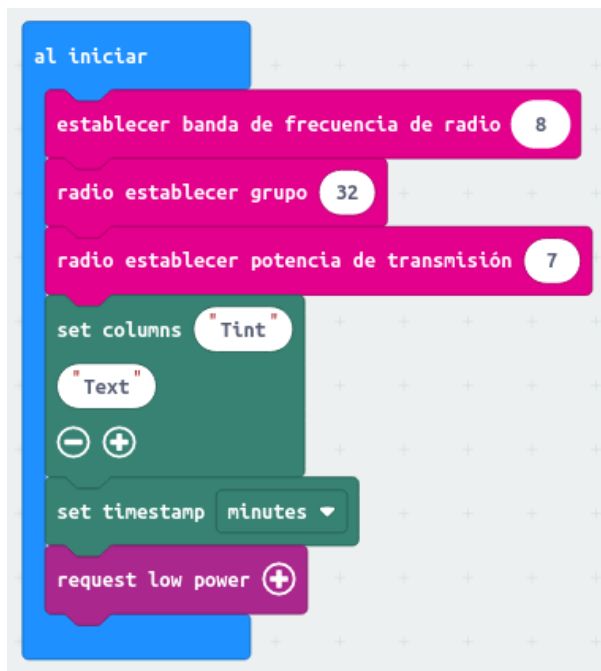 al iniciar
establecer banda de frecuencia de radio 8
radio establecer grupo 32
radio establecer potencia de transmisión 7
set columns "Tint"
"Text"
set timestamp minutes
request low power